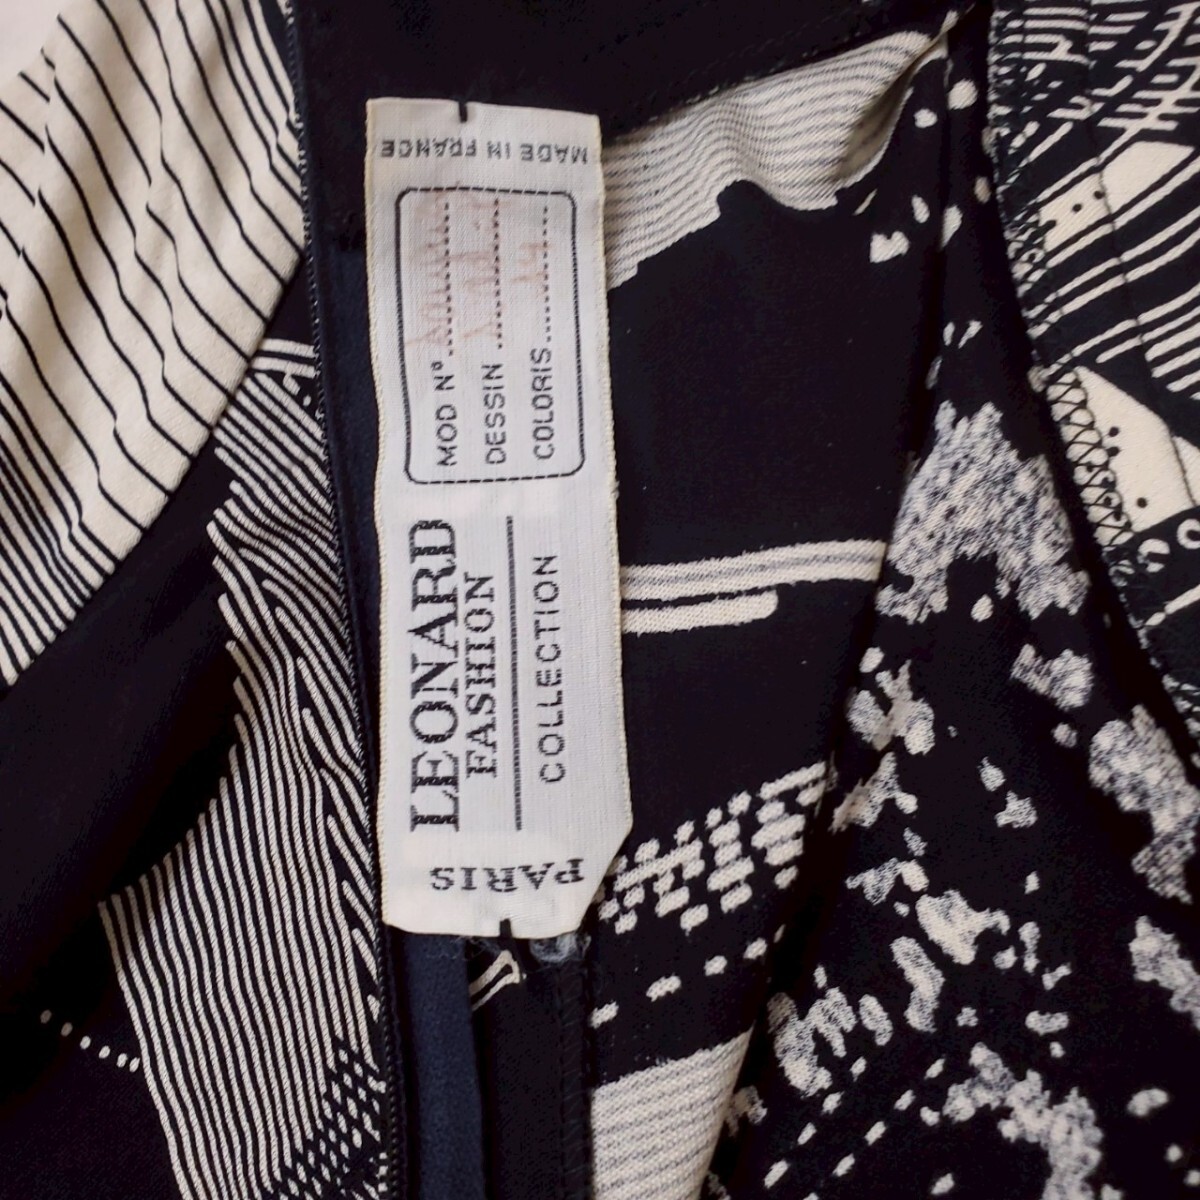 MADE IN FRANCE
MOD N°
DESSIN
COLORIS
LEONARD
FASHION
COLLECTION
PARIS